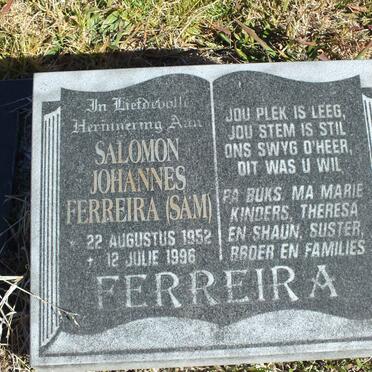 In Liefdevolle
Herinnering Aan
SALOMON
JOHANNES
FERREIRA (SAM)
* 22 AUGUSTUS 1952
+ 12 JULIE 1996
JOU PLEK IS LEEG,
JOU STEM IS STIL
ONS SWYG O'HEER,
DIT WAS U WIL
PA BUKS, MA MARIE
KINDERS, THERESA
EN SHAUN, SUSTER,
BROER EN FAMILIES
FERREIRA